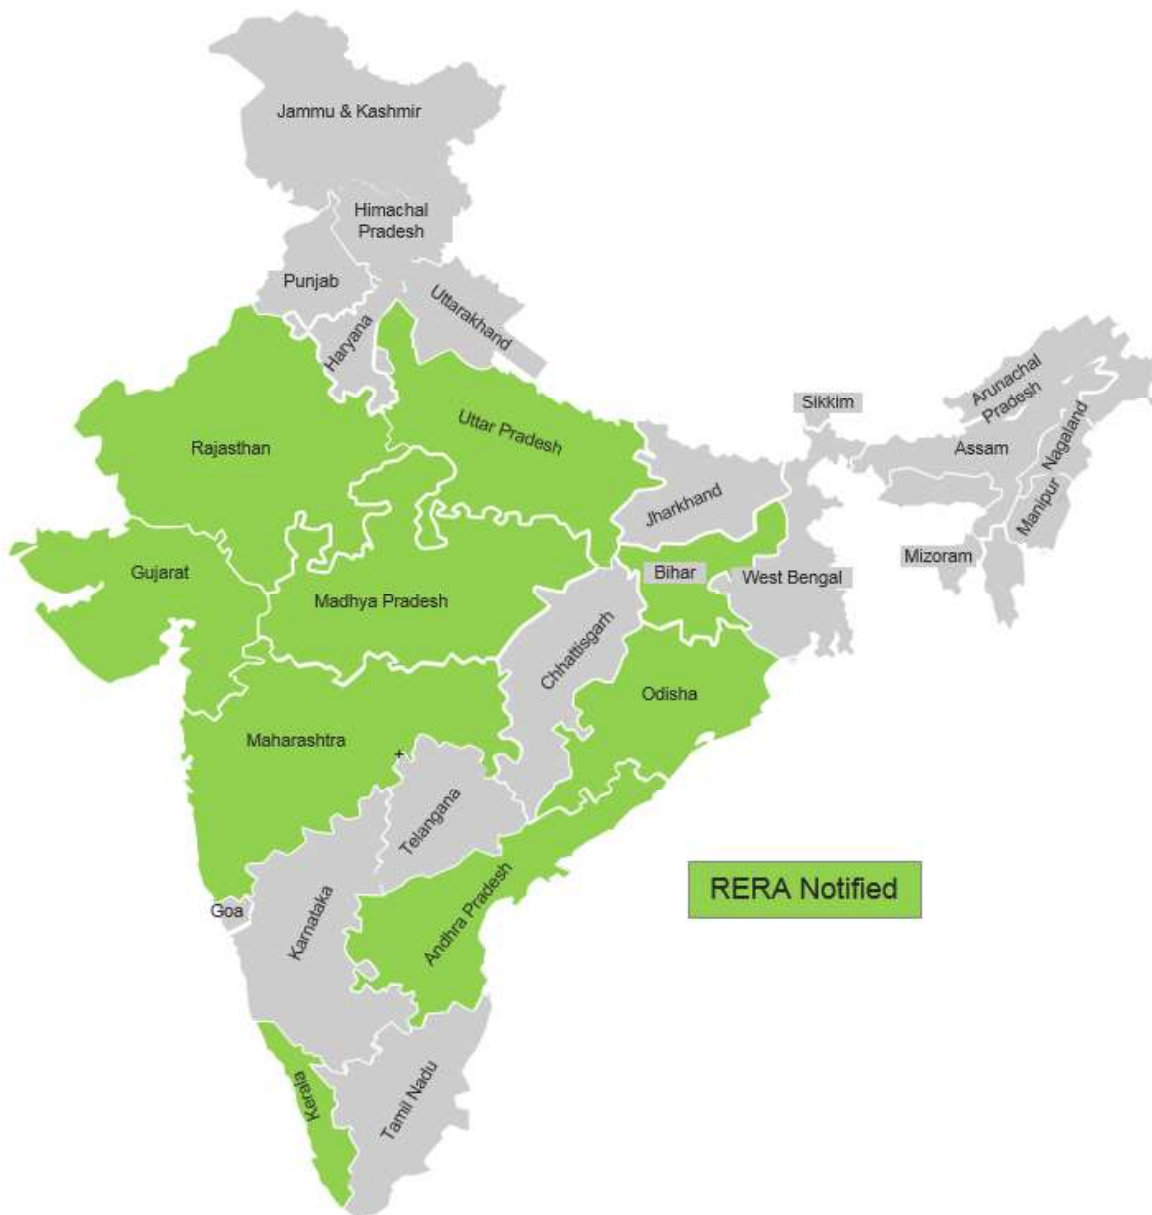 Jammu & Kashmir
Himachal
Pradesh
Punjab
Uttarakhand
Haryana
Arunachal
Pradesh
Sikkim
Uttar Pradesh
Rajasthan
Assam
Nagaland
Jharkhand
Manipur
Mizoram
Gujarat
Bihar
West Bengal
Madhya Pradesh
Chhattisgarh
Odisha
Maharashtra
+
Telangana
RERA Notified
Goa
Karnataka
Andhra Pradesh
Kerala
Tamil Nadu